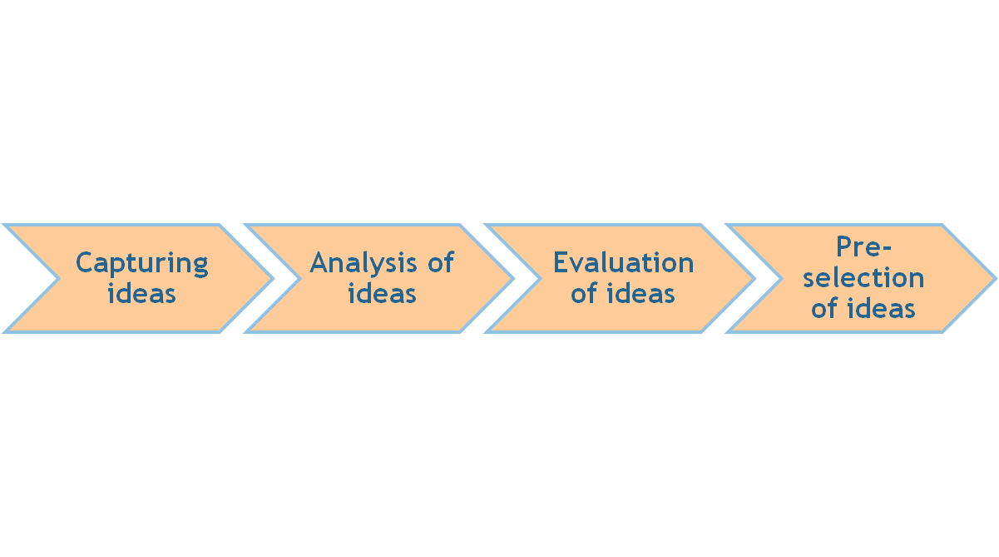 Capturing
ideas
Analysis of
ideas
Evaluation
of ideas
Pre-
selection
of ideas